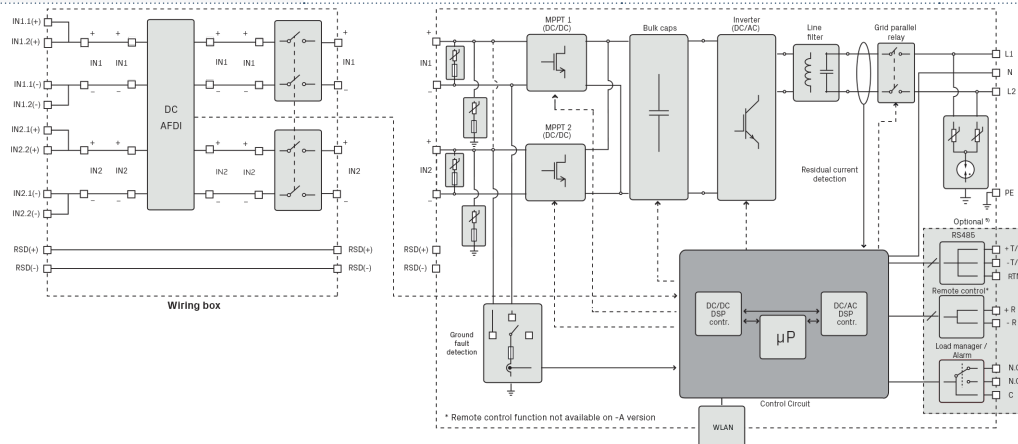 IN1.1(+)
IN1.2(+)
IN1.1(-)
IN1.2(-)
IN2.1(+)
IN2.2(+)
IN2.1(-)
IN2.2(-)
RSD(+)
RSD(-)
+ + + + +
IN1 IN1 IN1 IN1 IN1
– – – – –
DC
AFDI
+ + + + +
IN2 IN2 IN2 IN2 IN2
– – – – –
RSD(+)
RSD(-)
Wiring box
+
IN1
–
+
IN2
–
RSD(+)
RSD(-)
MPPT 1
(DC/DC)
MPPT 2
(DC/DC)
Bulk caps
Inverter
(DC/AC)
Line
filter
Grid parallel
relay
L1
N
L2
Residual current
detection
PE
Optional
RS485
+ T/
- T/
RTN
Remote control*
+ R
- R
Load manager /
Alarm
N.
N.
C
DC/DC
DSP
contr.
µP
DC/AC
DSP
contr.
Control Circuit
Ground
fault
detection
* Remote control function not available on -A version
WLAN